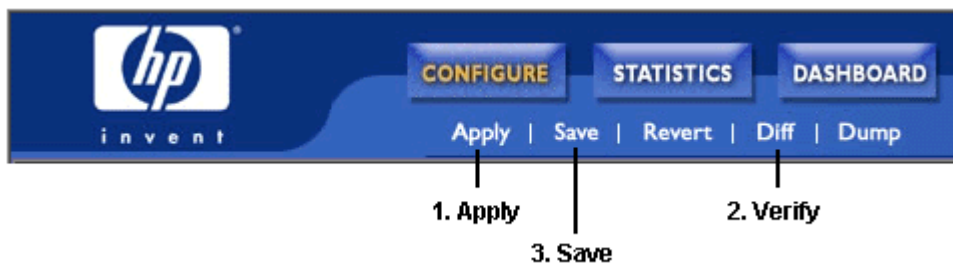 hp
invent
CONFIGURE STATISTICS DASHBOARD
Apply | Save | Revert | Diff | Dump
1. Apply 2. Verify
3. Save